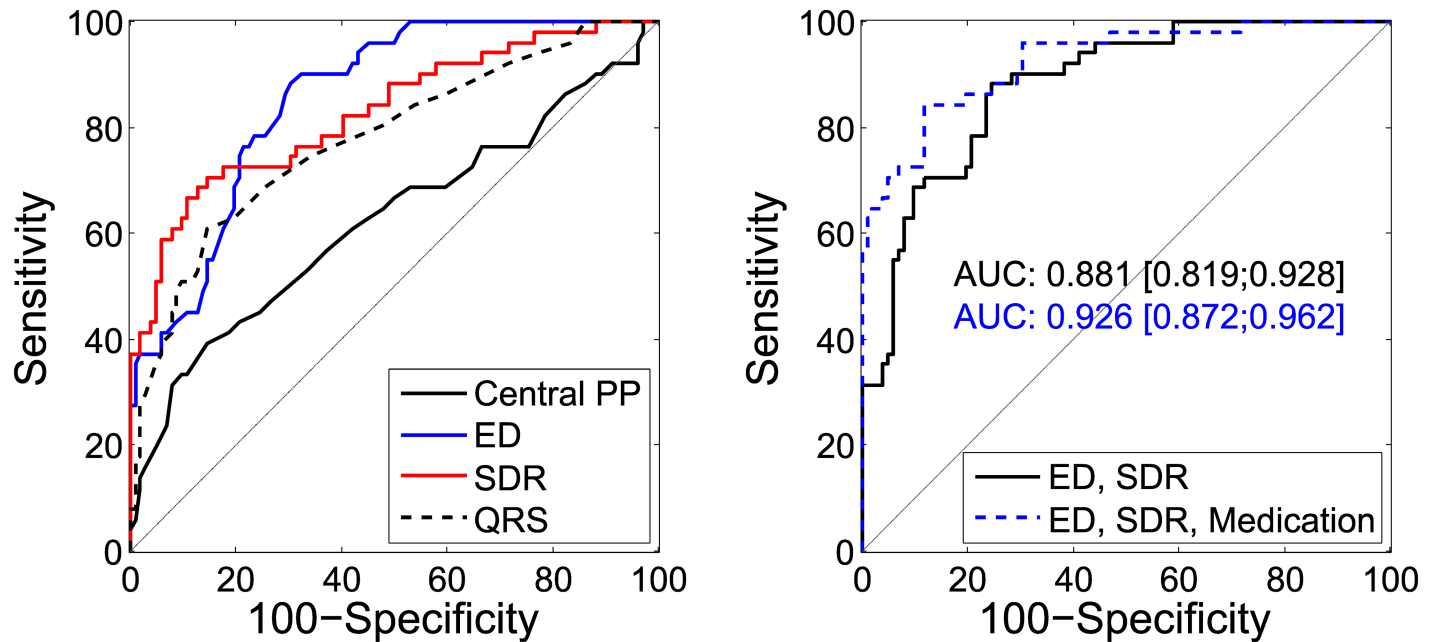 Sensitivity
100
80
60
40
20
0
0 20 40 60 80 100
100−Specificity
Central PP
ED
SDR
QRS
Sensitivity
100
80
60
40
20
0
0 20 40 60 80 100
100−Specificity
AUC: 0.881 [0.819;0.928]
AUC: 0.926 [0.872;0.962]
ED, SDR
ED, SDR, Medication